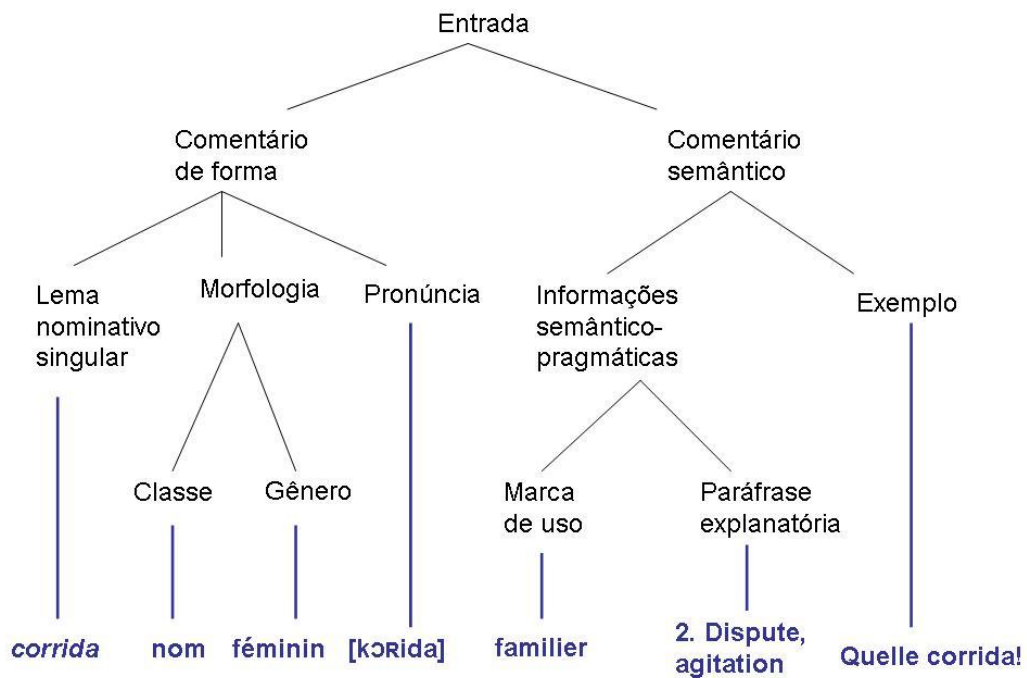 Entrada
Comentário
de forma
Comentário
semântico
Lema
nominativo
singular
Morfologia
Pronúncia
Informações
semântico-
pragmáticas
Exemplo
Classe
Gênero
Marca
de uso
Paráfrase
explanatória
corrida
nom
féminin
[kɔʀida]
familier
2. Dispute,
agitation
Quelle corrida!